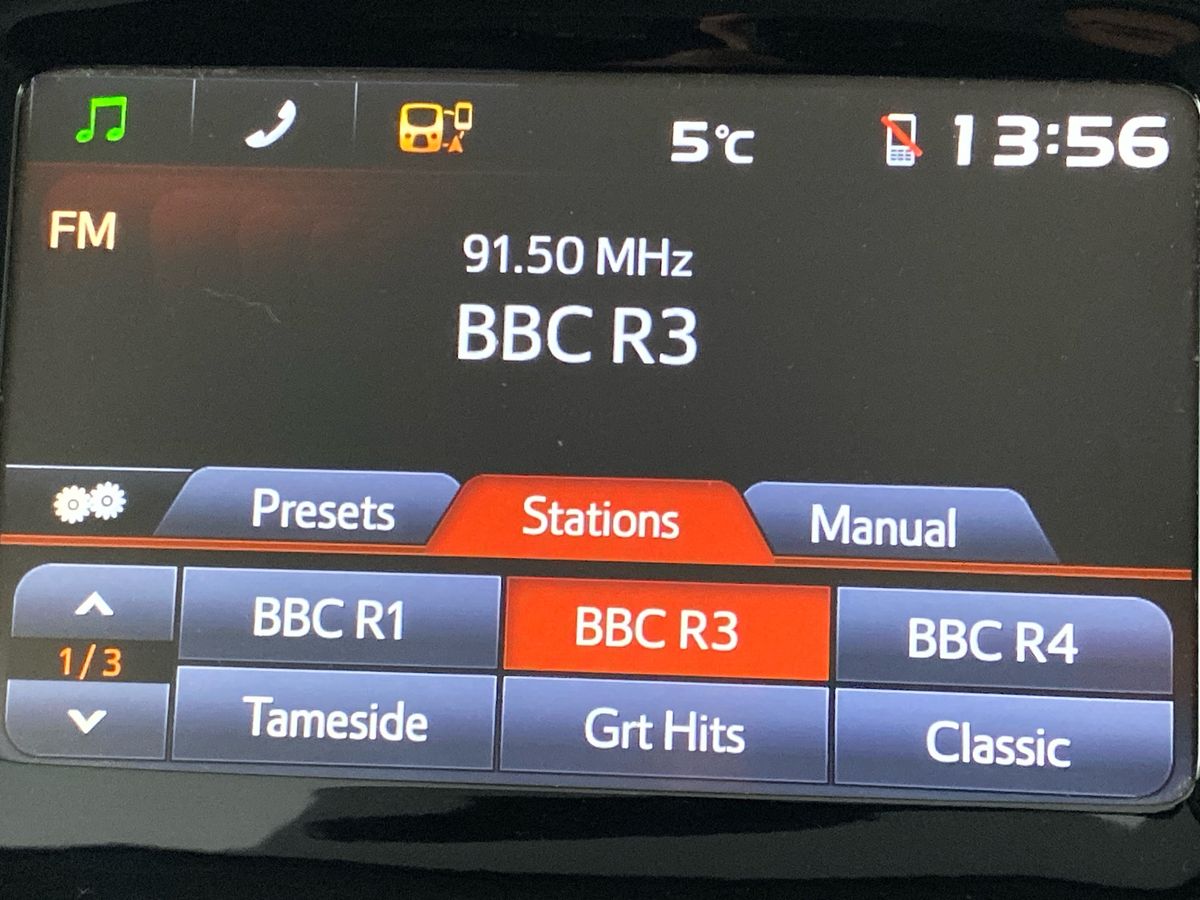 5°C 13:56
FM
91.50 MHz
BBC R3
Presets Stations Manual
BBC R1 BBC R3 BBC R4
1/3
Tameside Grt Hits Classic